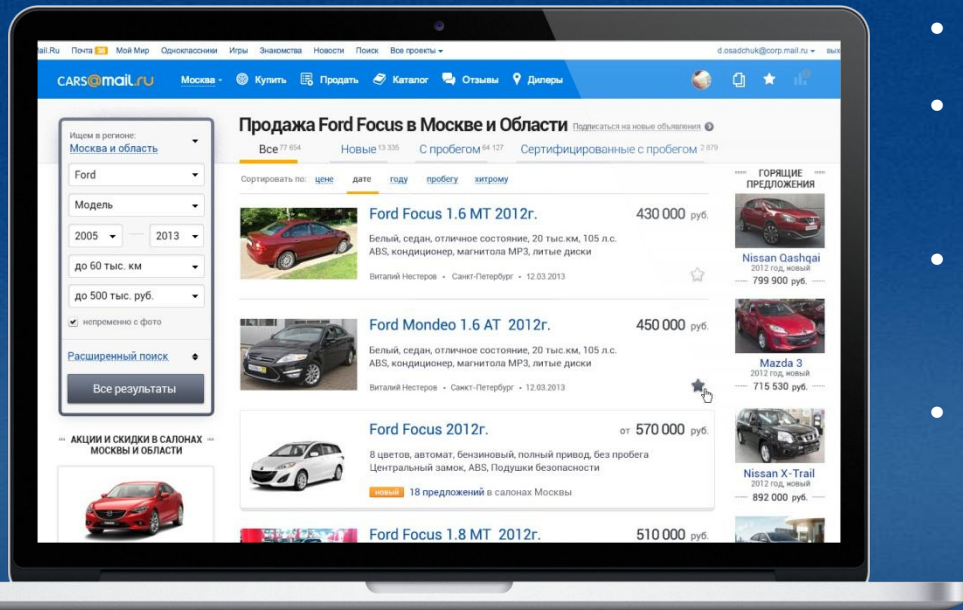 Mail.Ru Почта 36 Мой Мир Одноклассники Игры Знакомства Новости Поиск Все проекты d.osadchuk@corp.mail.ru
CARS@mail.ru Москва Купить Продать Каталог Отзывы Дилеры
Ищем в регионе:
Москва и область
Ford
Модель
2005 — 2013
до 60 тыс. км
до 500 тыс. руб.
непременно с фото
Расширенный поиск
Все результаты
АКЦИИ И СКИДКИ В САЛОНАХ
МОСКВЫ И ОБЛАСТИ
Продажа Ford Focus в Москве и Области Подписаться на новые объявления
Все 77 654 Новые 13 335 С пробегом 64 127 Сертифицированные с пробегом 2 879
Сортировать по: цене дате году пробегу хитрому
Ford Focus 1.6 MT 2012г. 430 000 руб.
Белый, седан, отличное состояние, 20 тыс.км, 105 л.с.
ABS, кондиционер, магнитола MP3, литые диски
Виталий Нестеров • Санкт-Петербург • 12.03.2013
Ford Mondeo 1.6 AT 2012г. 450 000 руб.
Белый, седан, отличное состояние, 20 тыс.км, 105 л.с.
ABS, кондиционер, магнитола MP3, литые диски
Виталий Нестеров • Санкт-Петербург • 12.03.2013
Ford Focus 2012г. от 570 000 руб.
8 цветов, автомат, бензиновый, полный привод, без пробега
Центральный замок, ABS, Подушки безопасности
новый 18 предложений в салонах Москвы
Ford Focus 1.8 MT 2012г. 510 000 руб.
ГОРЯЩИЕ
ПРЕДЛОЖЕНИЯ
Nissan Qashqai
2012 год, новый
799 900 руб.
Mazda 3
2012 год, новый
715 530 руб.
Nissan X-Trail
2012 год, новый
892 000 руб.